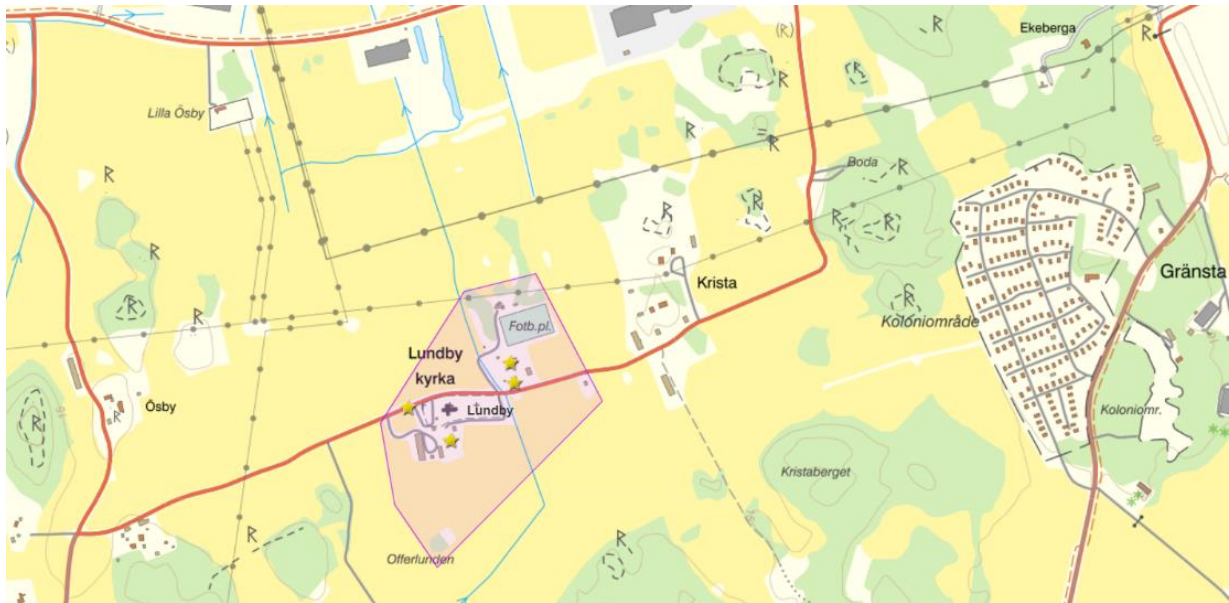 Ekeberga
R
(R)
R
R
Lilla Ösby
R
R
R
Boda
R
R
R
R
R
R
R
R
Gränsta
Krista
R
R
R
Koloniområde
Fotb.pl.
Lundby
kyrka
Lundby
Ösby
R
R
Koloniomr.
Kristaberget
R
R
Offerlunden